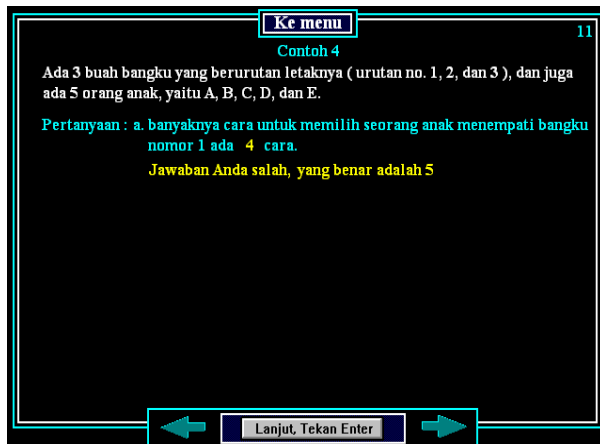 Ke menu
11
Contoh 4
Ada 3 buah bangku yang berurutan letaknya ( urutan no. 1, 2, dan 3 ), dan juga
ada 5 orang anak, yaitu A, B, C, D, dan E.
Pertanyaan : a. banyaknya cara untuk memilih seorang anak menempati bangku
nomor 1 ada 4 cara.
Jawaban Anda salah, yang benar adalah 5
Lanjut, Tekan Enter